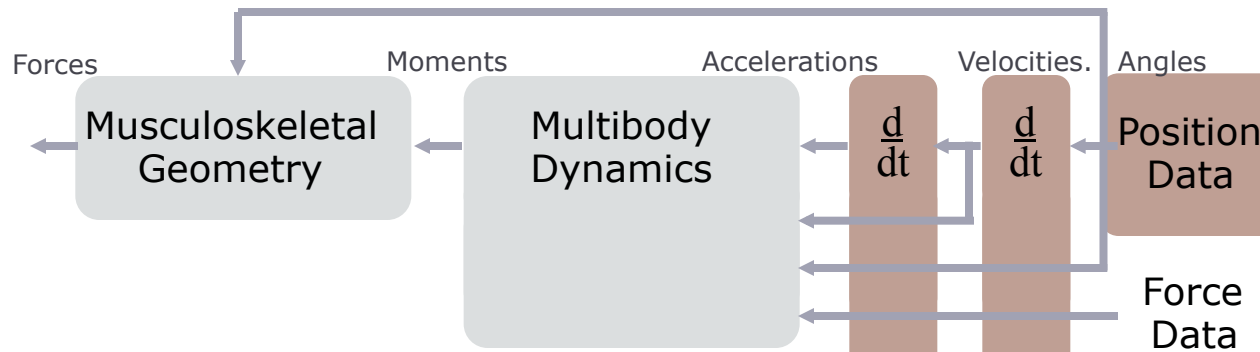 Forces
Moments
Accelerations
Velocities.
Angles
Musculoskeletal
Geometry
Multibody
Dynamics
d
dt
d
dt
Position
Data
Force
Data